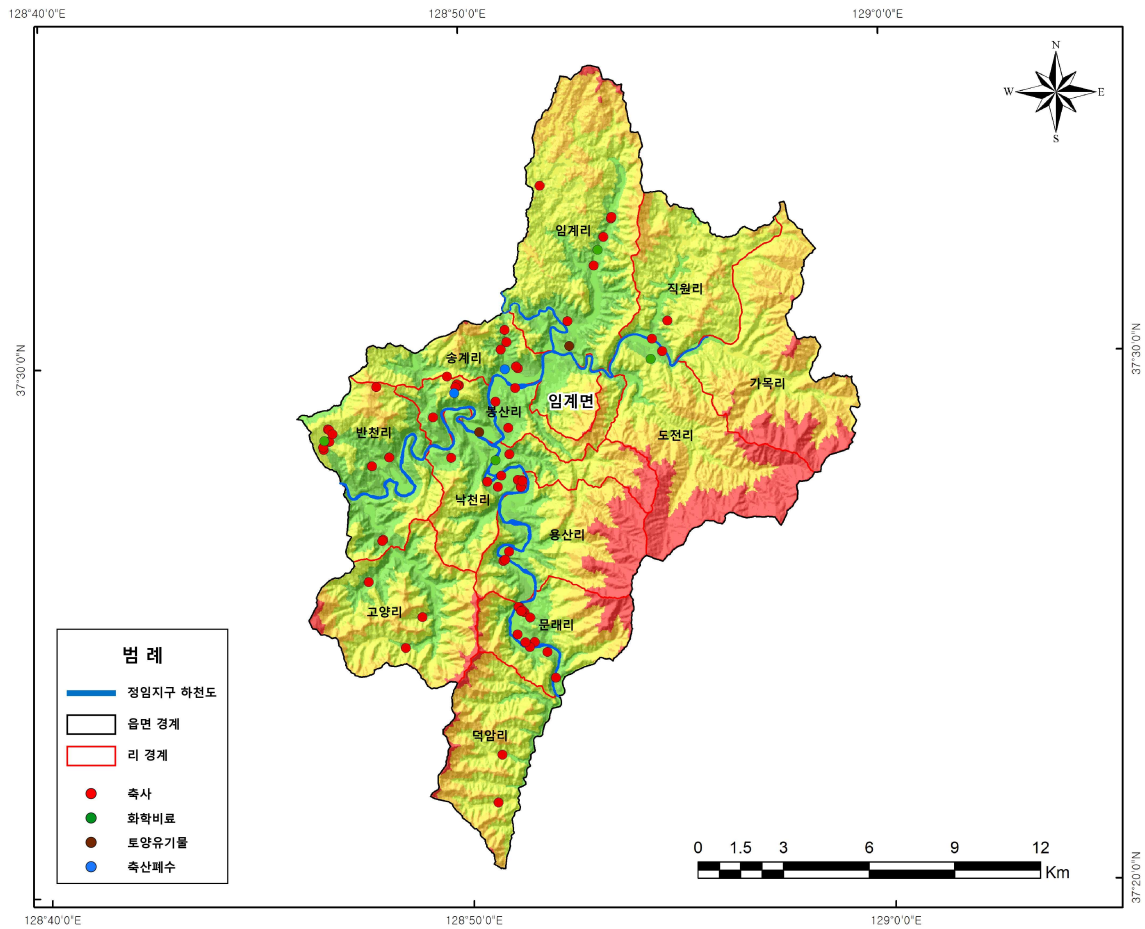 128°40'0"E
128°50'0"E
129°0'0"E
N
W
E
S
임계리
직원리
37°30'0"N
37°30'0"N
송계리
가목리
임계면
봉산리
반천리
도전리
낙천리
용산리
고양리
문래리
범 례
정임지구 하천도
읍면 경계
리 경계
덕암리
축사
화학비료
토양유기물
축산폐수
0 1.5 3 6 9 12
Km
37°20'0"N
128°40'0"E
128°50'0"E
129°0'0"E